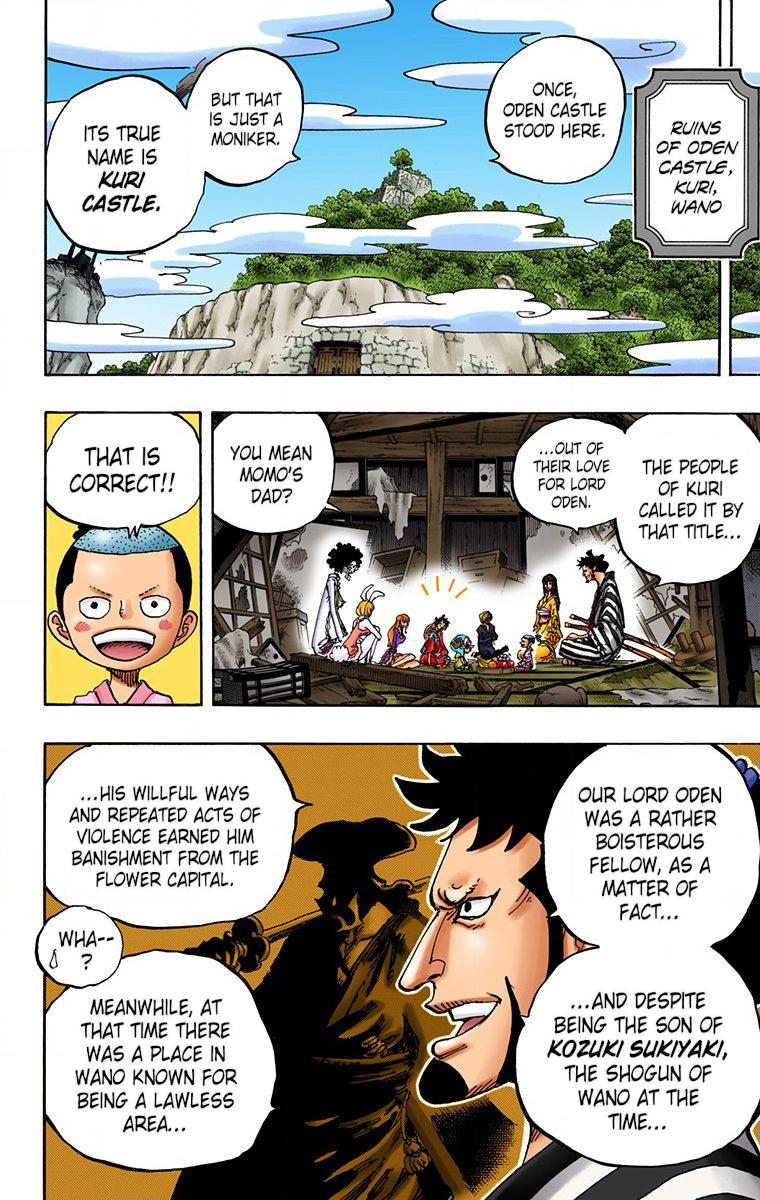 RUINS
OF ODEN
CASTLE,
KURI,
WANO
ONCE,
ODEN CASTLE
STOOD HERE.
BUT THAT
IS JUST A
MONIKER.
ITS TRUE
NAME IS
KURI
CASTLE.
THE PEOPLE
OF KURI
CALLED IT BY
THAT TITLE...
...OUT OF
THEIR LOVE
FOR LORD
ODEN.
YOU MEAN
MOMO'S
DAD?
THAT IS
CORRECT!!
OUR LORD ODEN
WAS A RATHER
BOISTEROUS
FELLOW, AS A
MATTER OF
FACT...
...AND DESPITE
BEING THE SON OF
KOZUKI SUKIYAKI,
THE SHOGUN OF
WANO AT THE
TIME...
...HIS WILLFUL WAYS
AND REPEATED ACTS OF
VIOLENCE EARNED HIM
BANISHMENT FROM THE
FLOWER CAPITAL.
WHA--
?
MEANWHILE, AT
THAT TIME THERE
WAS A PLACE IN
WANO KNOWN FOR
BEING A LAWLESS
AREA...